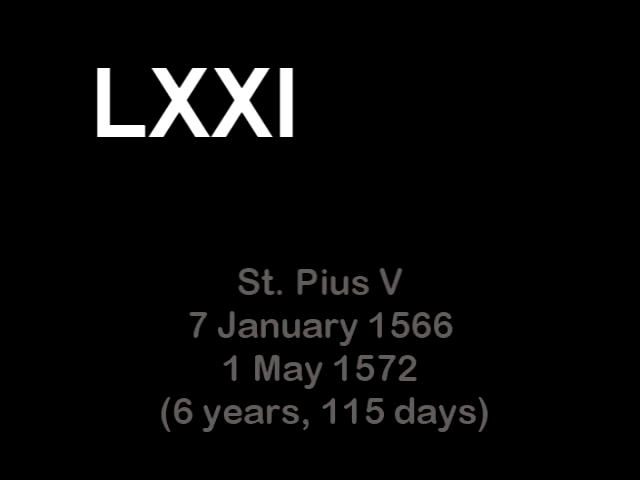 LXXI
St. Pius V
7 January 1566
1 May 1572
(6 years, 115 days)